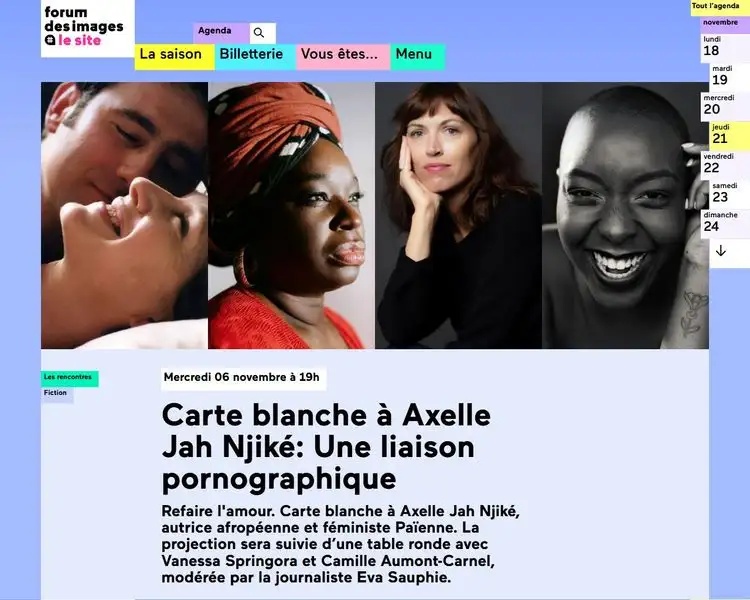 forum
des images
le site
Agenda
La saison
Billetterie
Vous êtes...
Menu
Tout l'agenda
novembre
lundi
18
mardi
19
mercredi
20
jeudi
21
vendredi
22
samedi
23
dimanche
24
Les rencontres
Fiction
Mercredi 06 novembre à 19h
Carte blanche à Axelle
Jah Njiké: Une liaison
pornographique
Refaire l'amour. Carte blanche à Axelle Jah Njiké,
autrice afropéenne et féministe Païenne. La
projection sera suivie d’une table ronde avec
Vanessa Springora et Camille Aumont-Carnel,
modérée par la journaliste Eva Sauphie.